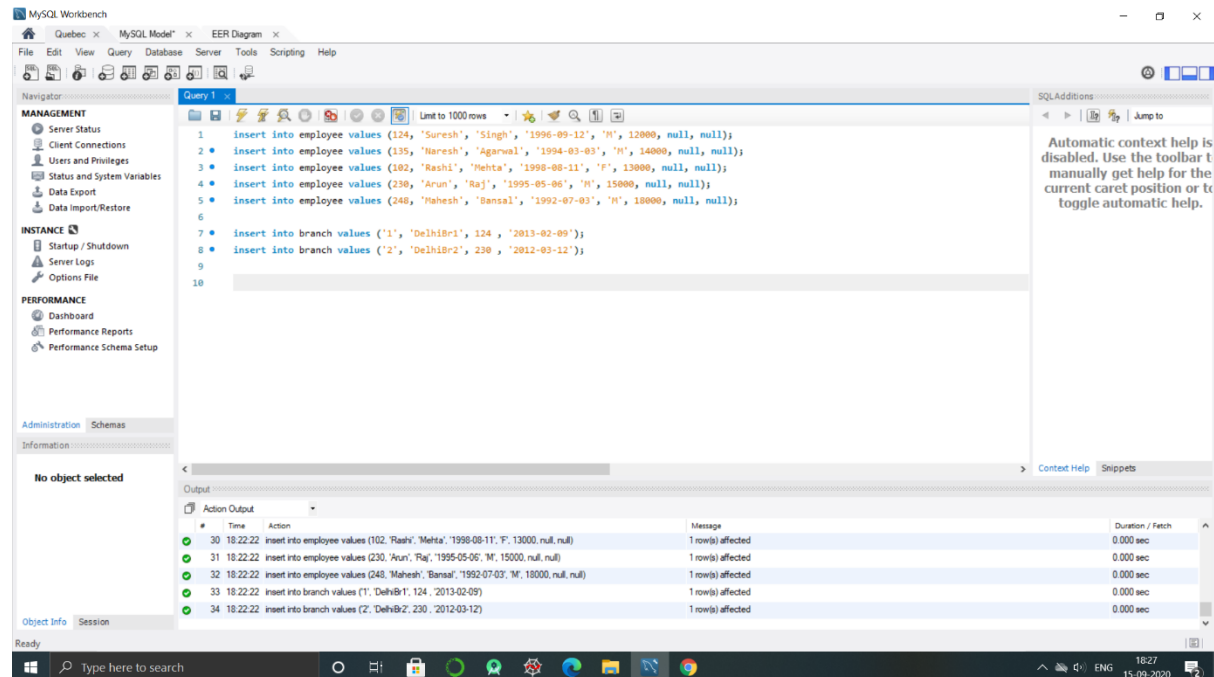 MySQL Workbench
Quebec × MySQL Model* × EER Diagram ×
File Edit View Query Database Server Tools Scripting Help
Navigator
MANAGEMENT
Server Status
Client Connections
Users and Privileges
Status and System Variables
Data Export
Data Import/Restore
INSTANCE
Startup / Shutdown
Server Logs
Options File
PERFORMANCE
Dashboard
Performance Reports
Performance Schema Setup
Administration Schemas
Information
No object selected
Object Info Session
Query 1 ×
Limit to 1000 rows
1 insert into employee values (124, 'Suresh', 'Singh', '1996-09-12', 'M', 12000, null, null);
2 insert into employee values (135, 'Naresh', 'Agarwal', '1994-03-03', 'M', 14000, null, null);
3 insert into employee values (102, 'Rashi', 'Mehta', '1998-08-11', 'F', 13000, null, null);
4 insert into employee values (230, 'Arun', 'Raj', '1995-05-06', 'M', 15000, null, null);
5 insert into employee values (248, 'Mahesh', 'Bansal', '1992-07-03', 'M', 18000, null, null);
6
7 insert into branch values ('1', 'DelhiBr1', 124 , '2013-02-09');
8 insert into branch values ('2', 'DelhiBr2', 230 , '2012-03-12');
9
10
SQLAdditions
Jump to
Automatic context help is
disabled. Use the toolbar t
manually get help for the
current caret position or to
toggle automatic help.
Context Help Snippets
Output
Action Output
# Time Action Message Duration / Fetch
30 18:22:22 insert into employee values (102, 'Rashi', 'Mehta', '1998-08-11', 'F', 13000, null, null) 1 row(s) affected 0.000 sec
31 18:22:22 insert into employee values (230, 'Arun', 'Raj', '1995-05-06', 'M', 15000, null, null) 1 row(s) affected 0.000 sec
32 18:22:22 insert into employee values (248, 'Mahesh', 'Bansal', '1992-07-03', 'M', 18000, null, null) 1 row(s) affected 0.000 sec
33 18:22:22 insert into branch values ('1', 'DelhiBr1', 124 , '2013-02-09') 1 row(s) affected 0.000 sec
34 18:22:22 insert into branch values ('2', 'DelhiBr2', 230 , '2012-03-12') 1 row(s) affected 0.000 sec
Ready
Type here to search
ENG
18:27
15-09-2020